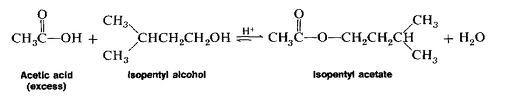 O CH₃ O CH₃
CH₃C—OH + CHCH₂CH₂OH ⇌ H⁺ CH₃C—O—CH₂CH₂CH + H₂O
CH₃ CH₃
Acetic acid Isopentyl alcohol Isopentyl acetate
(excess)